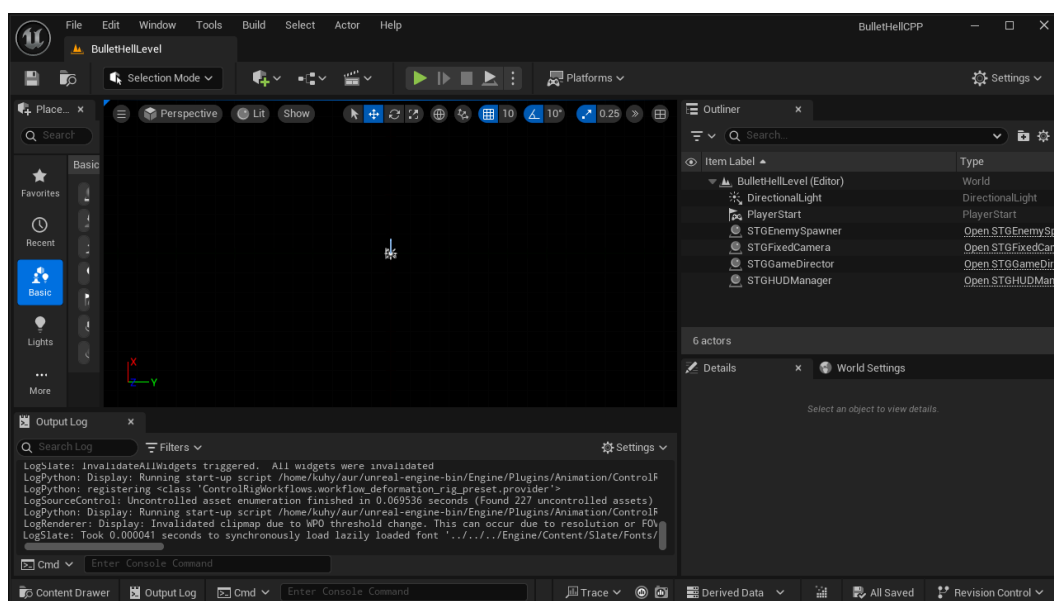 File Edit Window Tools Build Select Actor Help BulletHellCPP
BulletHellLevel
Selection Mode Platforms Settings
Place... Perspective Lit Show 10 10° 0.25 Outliner
Search Search...
Basic Item Label Type
Favorites BulletHellLevel (Editor) World
DirectionalLight DirectionalLight
PlayerStart PlayerStart
Recent STGEnemySpawner Open STGEnemySp
STGFixedCamera Open STGFixedCar
STGGameDirector Open STGGameDir
Basic STGHUDManager Open STGHUDMan
Lights 6 actors
X Details World Settings
Z Y
More Select an object to view details.
Output Log
Search Log Filters Settings
LogSlate: InvalidateAllWidgets triggered. All widgets were invalidated
LogPython: Display: Running start-up script /home/kuhy/aur/unreal-engine-bin/Engine/Plugins/Animation/ControlR
LogPython: registering <class 'ControlRigWorkflows.workflow_deformation_rig_preset.provider'>
LogSourceControl: Uncontrolled asset enumeration finished in 0.069536 seconds (Found 227 uncontrolled assets)
LogPython: Display: Running start-up script /home/kuhy/aur/unreal-engine-bin/Engine/Plugins/Animation/ControlR
LogRenderer: Display: Invalidated clipmap due to WPO threshold change. This can occur due to resolution or FOV
LogSlate: Took 0.000041 seconds to synchronously load lazily loaded font '../../../Engine/Content/Slate/Fonts/
Cmd Enter Console Command
Content Drawer Output Log Cmd Enter Console Command Trace Derived Data All Saved Revision Control